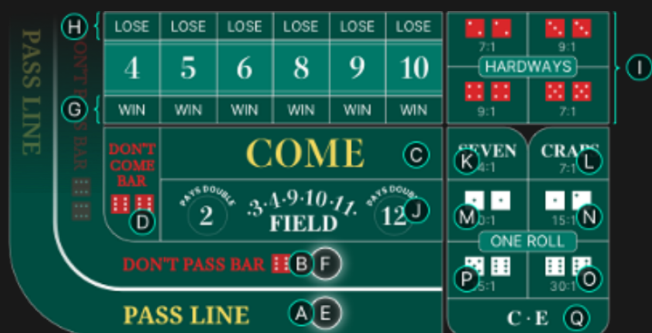 H
LOSE LOSE LOSE LOSE LOSE LOSE
4 5 6 8 9 10
G
WIN WIN WIN WIN WIN WIN
7:1 9:1
HARDWAYS
I
9:1 7:1
PASS LINE
DON'T PASS BAR
DON'T
COME
BAR
D
COME
C
PAYS DOUBLE
2
·3·4·9·10·11·
FIELD
PAYS DOUBLE
12
J
SEVEN CRAPS
K L
4:1 7:1
M N
15:1
ONE ROLL
P O
30:1
C · E Q
DON'T PASS BAR B F
PASS LINE A E